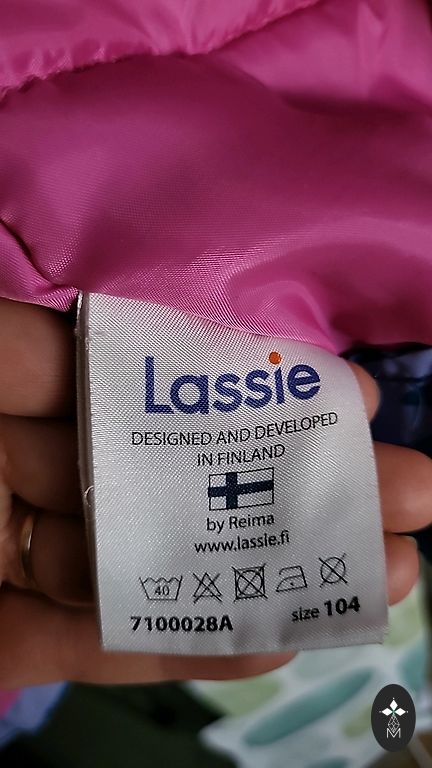 Lassie
DESIGNED AND DEVELOPED
IN FINLAND
by Reima
www.lassie.fi
40
7100028A size 104
M